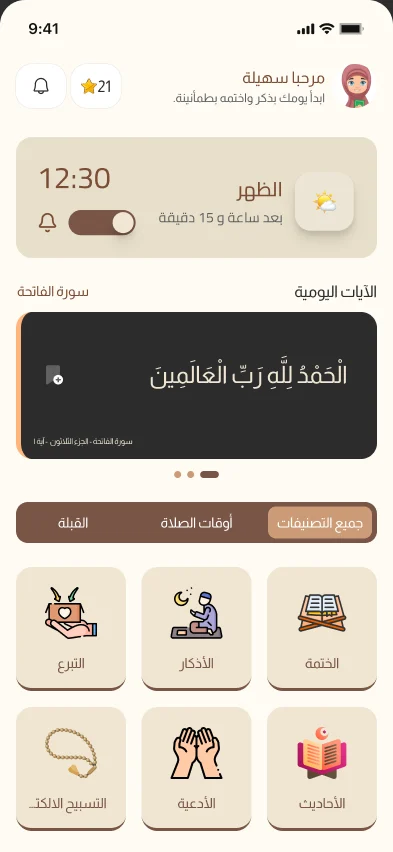 9:41
مرحبا سهيلة
ابدأ يومك بذكر واختمه بطمأنينة.
21
الظهر
12:30
بعد ساعة و 15 دقيقة
الآيات اليومية
سورة الفاتحة
الْحَمْدُ لِلَّهِ رَبِّ الْعَالَمِينَ
سورة الفاتحة - الجزء الثلاثون - آية ١
جميع التصنيفات
أوقات الصلاة
القبلة
الختمة
الأذكار
التبرع
الأحاديث
الأدعية
التسبيح الالكتـ...